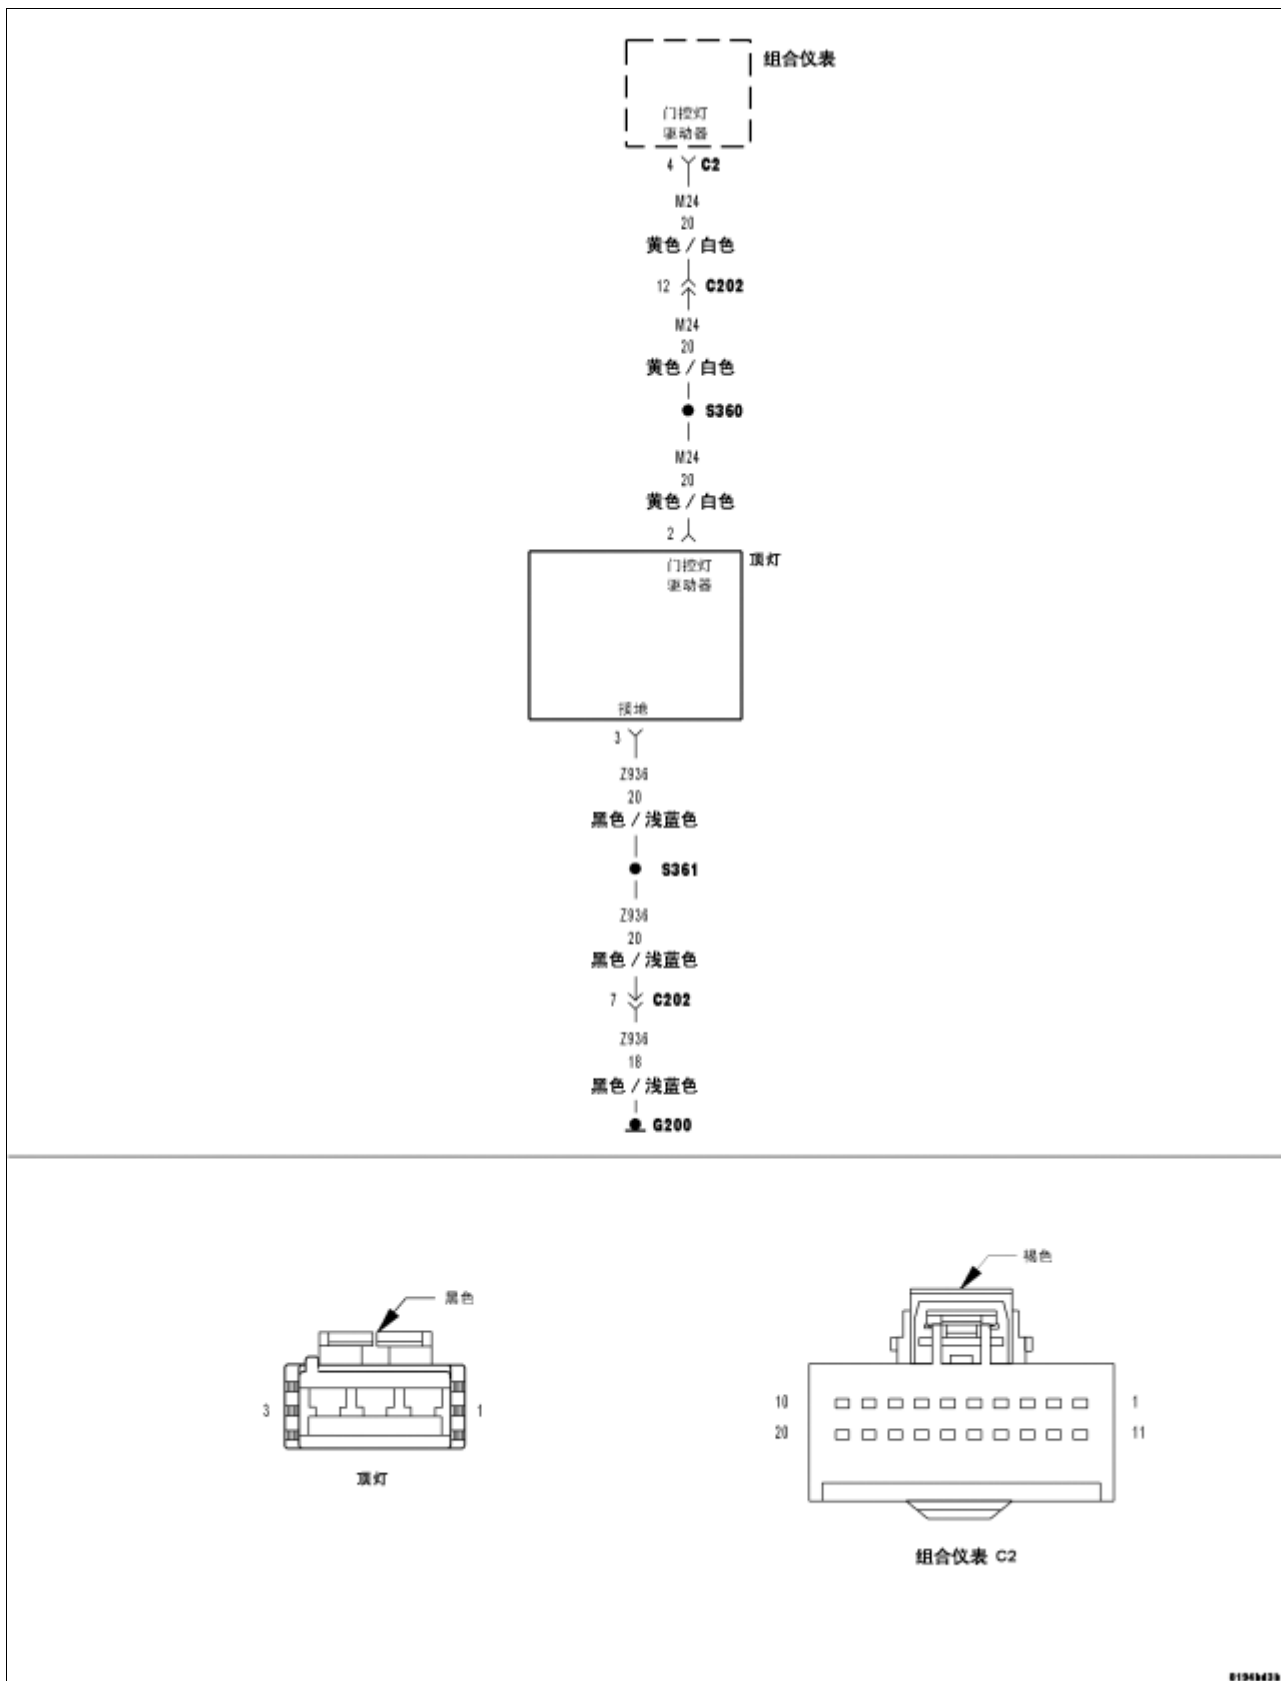 组合仪表
门控灯
驱动器
4 C2
M24
20
黄色 / 白色
12 C202
M24
20
黄色 / 白色
S360
M24
20
黄色 / 白色
2
顶灯
门控灯
驱动器
接地
3
Z936
20
黑色 / 浅蓝色
S361
Z936
20
黑色 / 浅蓝色
7 C202
Z936
18
黑色 / 浅蓝色
G200
褐色
黑色
10 1
20 11
3 1
顶灯
组合仪表 C2